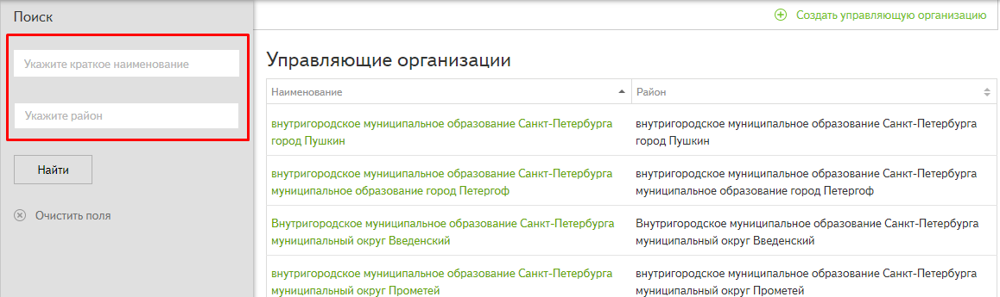 Поиск
Укажите краткое наименование
Укажите район
Найти
Очистить поля
Создать управляющую организацию
Управляющие организации
Наименование
Район
внутригородское муниципальное образование Санкт-Петербурга
город Пушкин
внутригородское муниципальное образование Санкт-Петербурга
город Пушкин
внутригородское муниципальное образование Санкт-Петербурга
муниципальное образование город Петергоф
внутригородское муниципальное образование Санкт-Петербурга
муниципальное образование город Петергоф
Внутригородское муниципальное образование Санкт-Петербурга
муниципальный округ Введенский
Внутригородское муниципальное образование Санкт-Петербурга
муниципальный округ Введенский
внутригородское муниципальное образование Санкт-Петербурга
муниципальный округ Прометей
внутригородское муниципальное образование Санкт-Петербурга
муниципальный округ Прометей